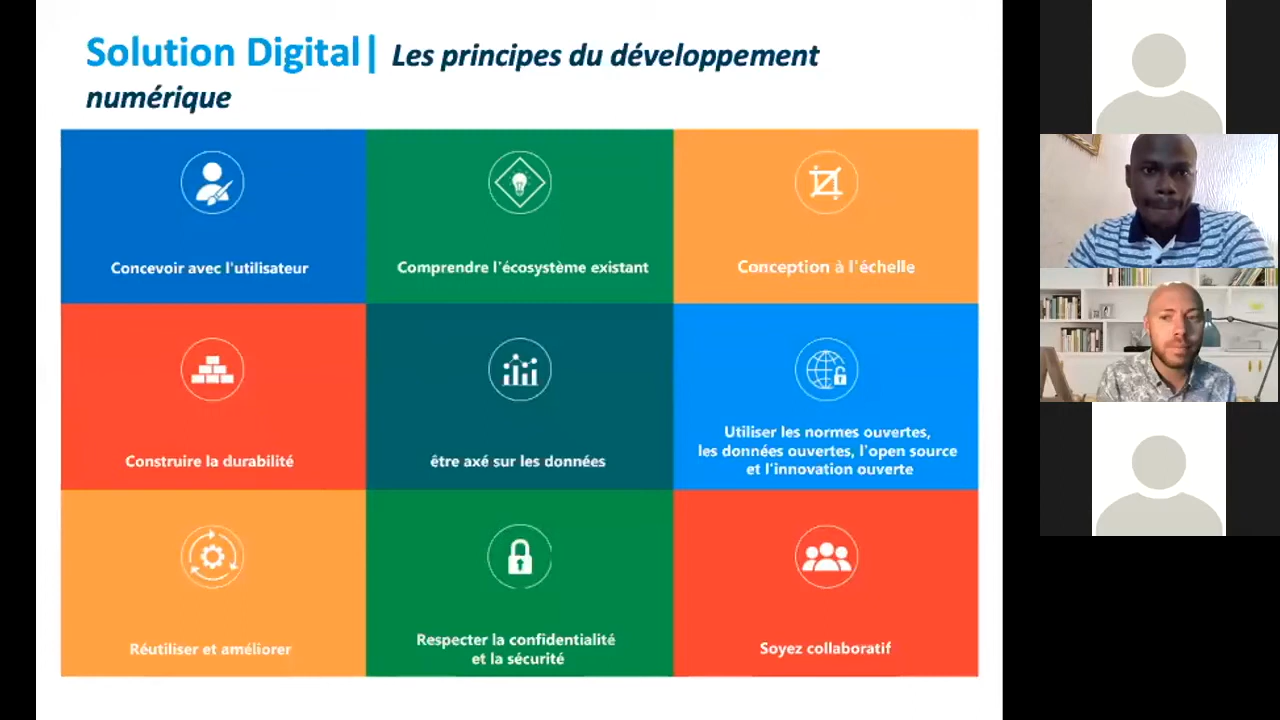 Solution Digital| Les principes du développement
numérique
Concevoir avec l'utilisateur
Comprendre l'écosystème existant
Conception à l'échelle
Construire la durabilité
être axé sur les données
Utiliser les normes ouvertes,
les données ouvertes, l'open source
et l'innovation ouverte
Réutiliser et améliorer
Respecter la confidentialité
et la sécurité
Soyez collaboratif